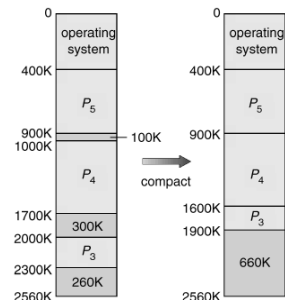 0
operating
system
400K
P5
900K
100K
1000K
P4
1700K
300K
2000K
P3
2300K
260K
2560K
compact
0
operating
system
400K
P5
900K
P4
1600K
P3
1900K
660K
2560K